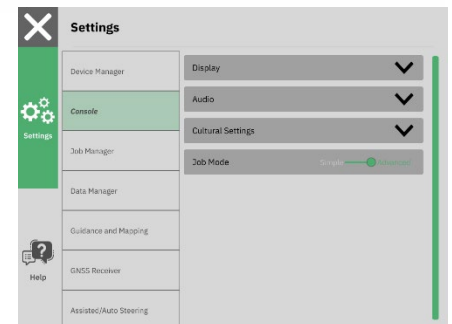 Settings
Device Manager
Console
Job Manager
Data Manager
Guidance and Mapping
GNSS Receiver
Assisted/Auto Steering
Display
Audio
Cultural Settings
Job Mode
Simple
Advanced
Settings
Help